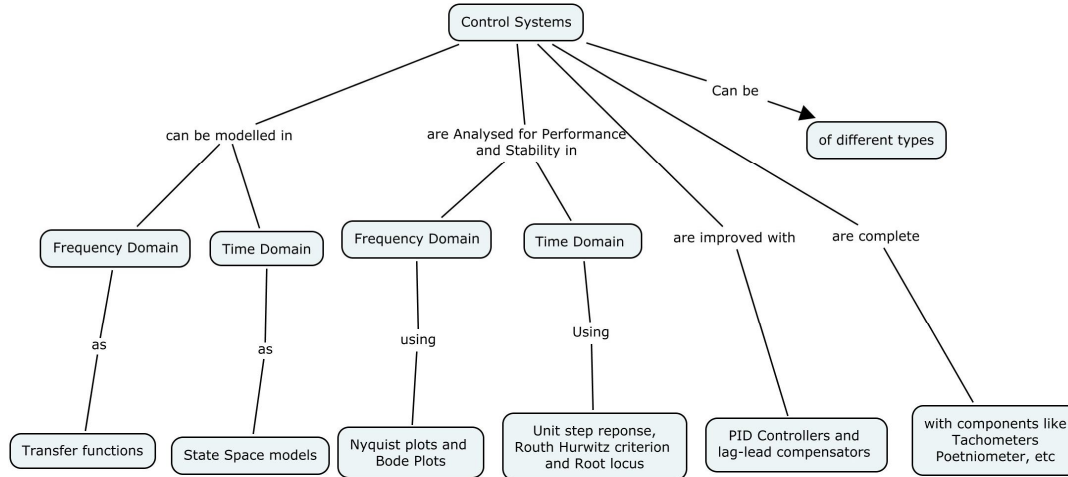 Control Systems
Can be
can be modelled in
are Analysed for Performance
and Stability in
of different types
Frequency Domain
Time Domain
Frequency Domain
Time Domain
are improved with
are complete
as
as
using
Using
Transfer functions
State Space models
Nyquist plots and
Bode Plots
Unit step reponse,
Routh Hurwitz criterion
and Root locus
PID Controllers and
lag-lead compensators
with components like
Tachometers
Poetniometer, etc